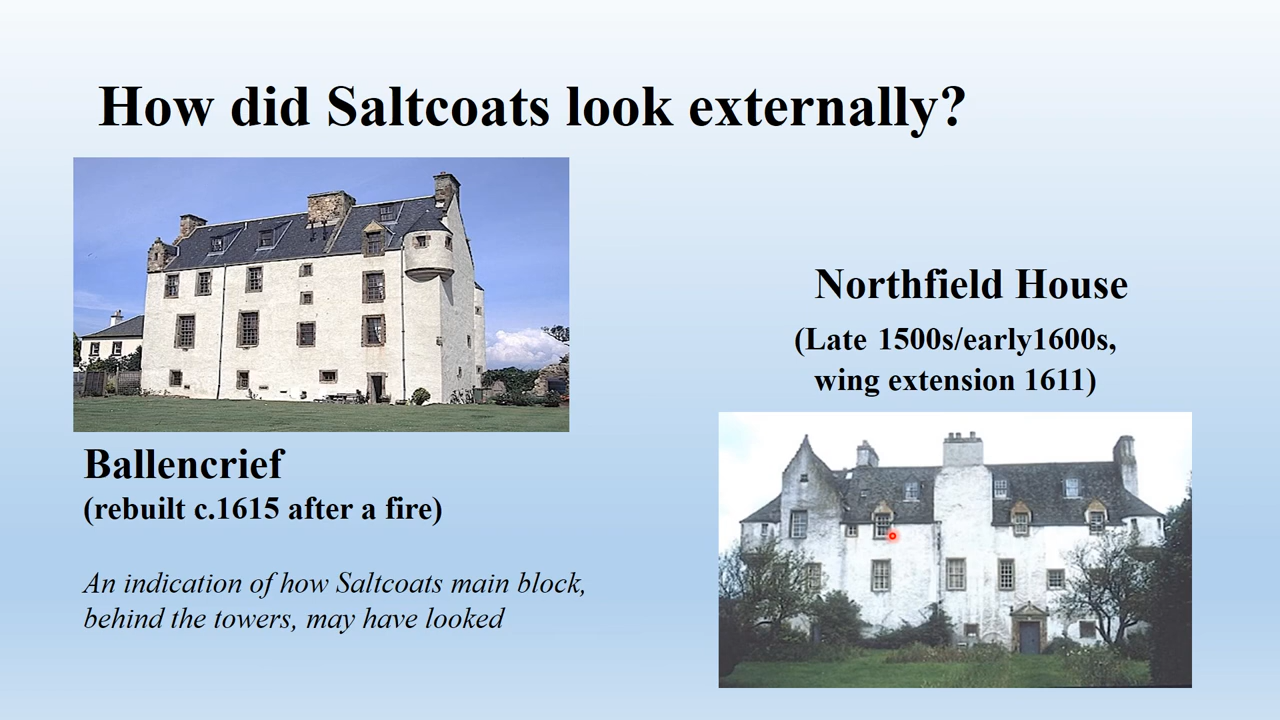 How did Saltcoats look externally?
Ballencrief
(rebuilt c.1615 after a fire)
An indication of how Saltcoats main block,
behind the towers, may have looked
Northfield House
(Late 1500s/early1600s,
wing extension 1611)